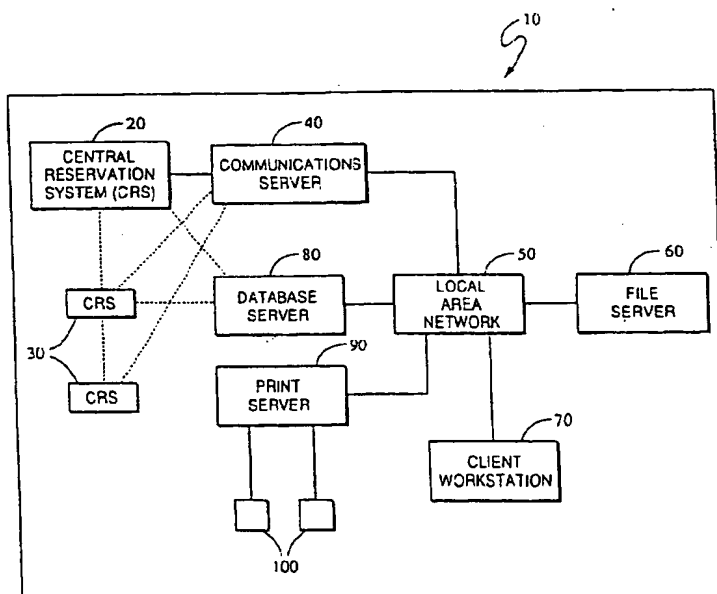 10
20
CENTRAL
RESERVATION
SYSTEM (CRS)
40
COMMUNICATIONS
SERVER
80
DATABASE
SERVER
50
LOCAL
AREA
NETWORK
60
FILE
SERVER
CRS
30
CRS
90
PRINT
SERVER
70
CLIENT
WORKSTATION
100